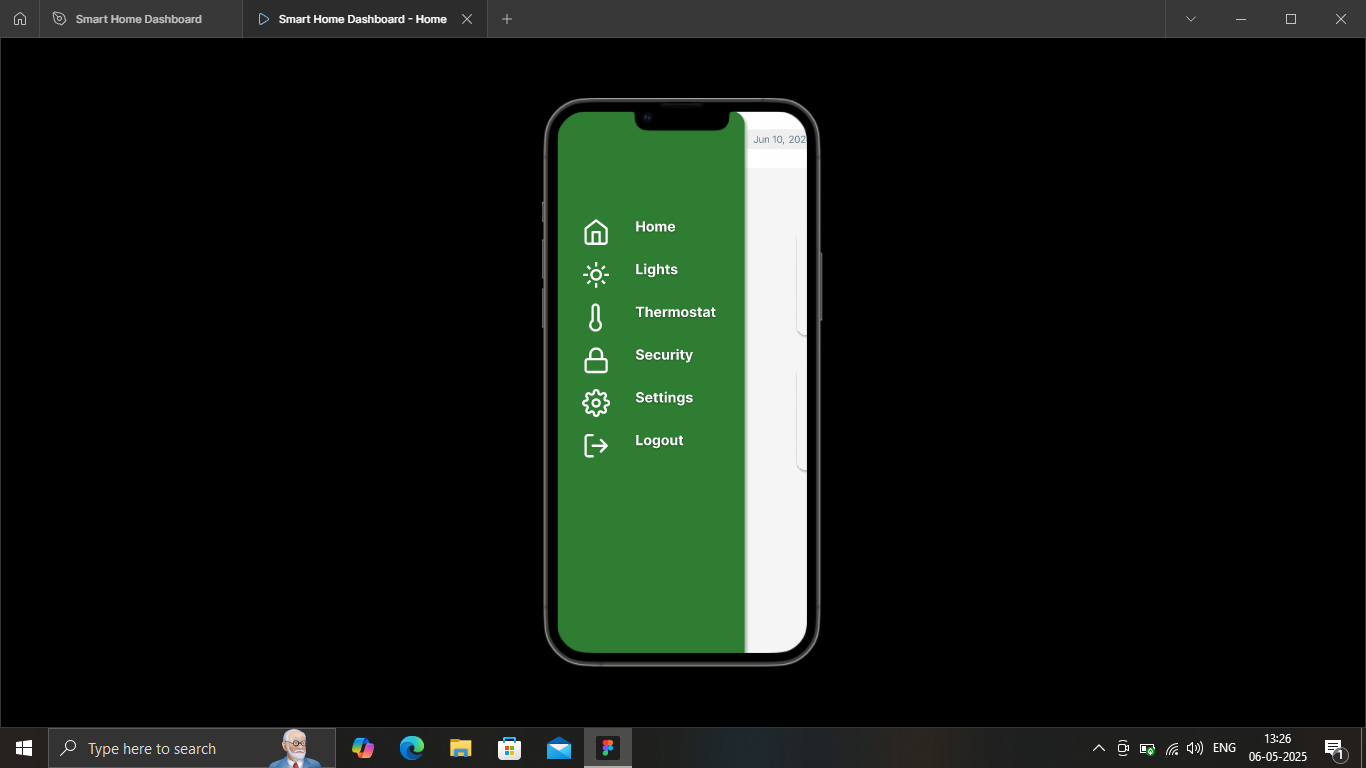 Smart Home Dashboard
Smart Home Dashboard - Home
Jun 10, 202
Home
Lights
Thermostat
Security
Settings
Logout
Type here to search
ENG
13:26
06-05-2025
1